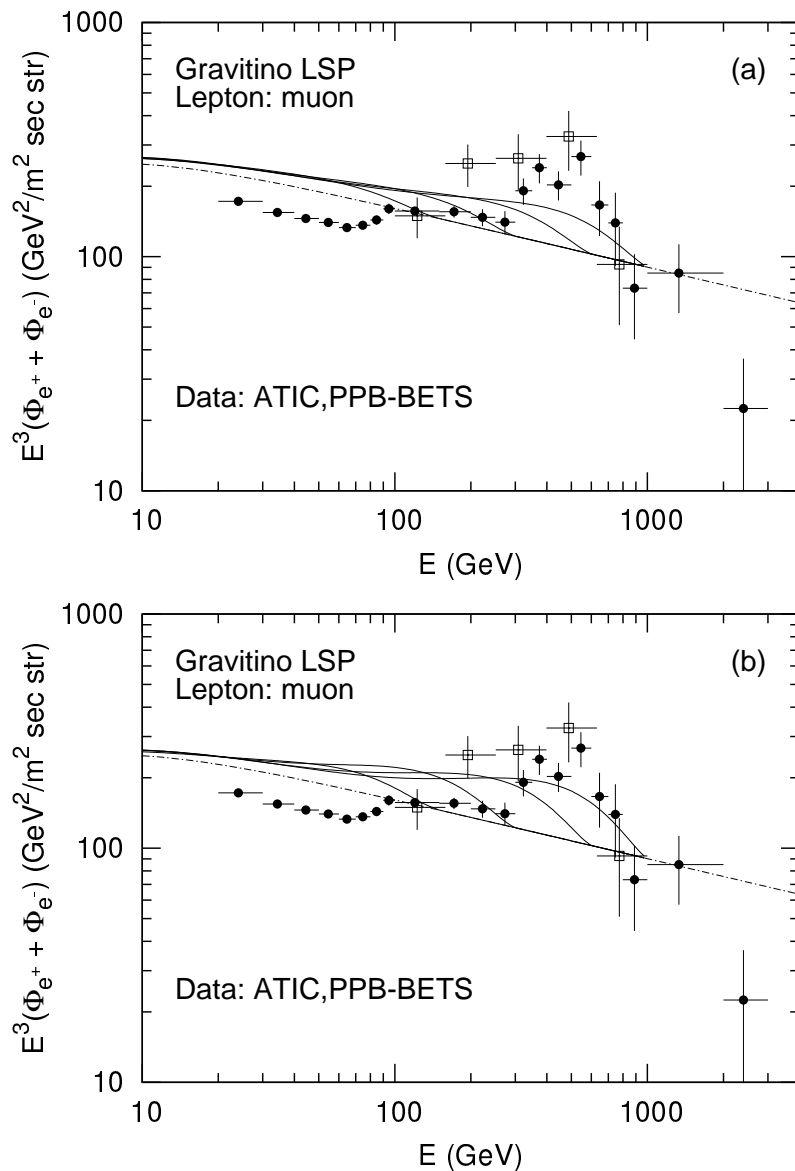 1000
Gravitino LSP
(a)
Lepton: muon
E³(Φe⁺ + Φe⁻) (GeV²/m² sec str)
100
Data: ATIC,PPB-BETS
10
10
100
1000
E (GeV)
1000
Gravitino LSP
(b)
Lepton: muon
E³(Φe⁺ + Φe⁻) (GeV²/m² sec str)
100
Data: ATIC,PPB-BETS
10
10
100
1000
E (GeV)